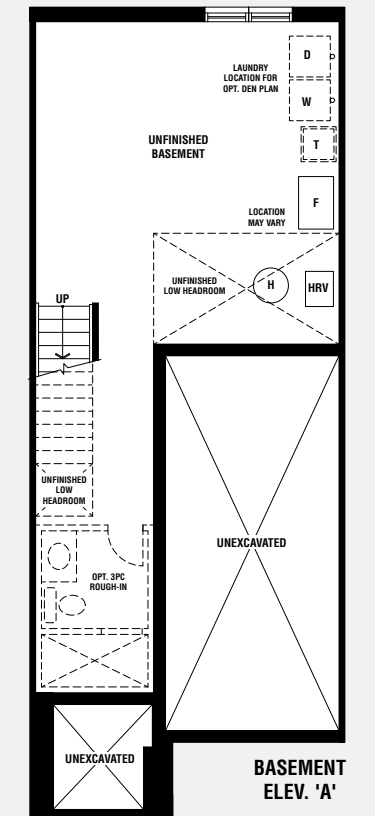 D
LAUNDRY
LOCATION FOR
OPT. DEN PLAN
W
UNFINISHED
BASEMENT
T
F
LOCATION
MAY VARY
UNFINISHED
LOW HEADROOM
H
HRV
UP
UNFINISHED
LOW
HEADROOM
UNEXCAVATED
OPT. 3PC
ROUGH-IN
UNEXCAVATED
BASEMENT
ELEV. 'A'